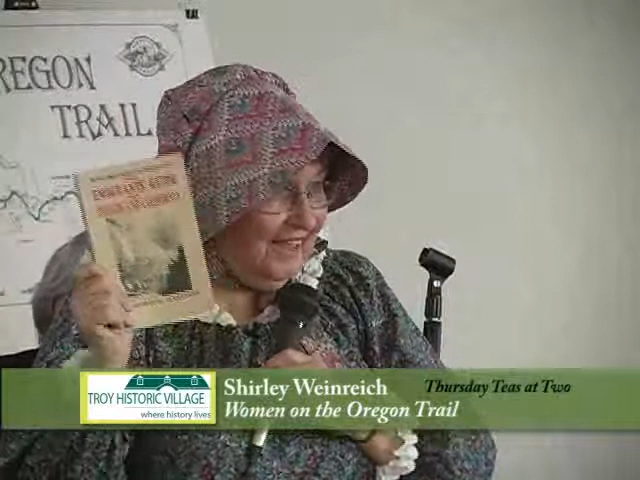 REGON
TRAIL
TROY HISTORIC VILLAGE
where history lives
Shirley Weinreich
Women on the Oregon Trail
Thursday Teas at Two